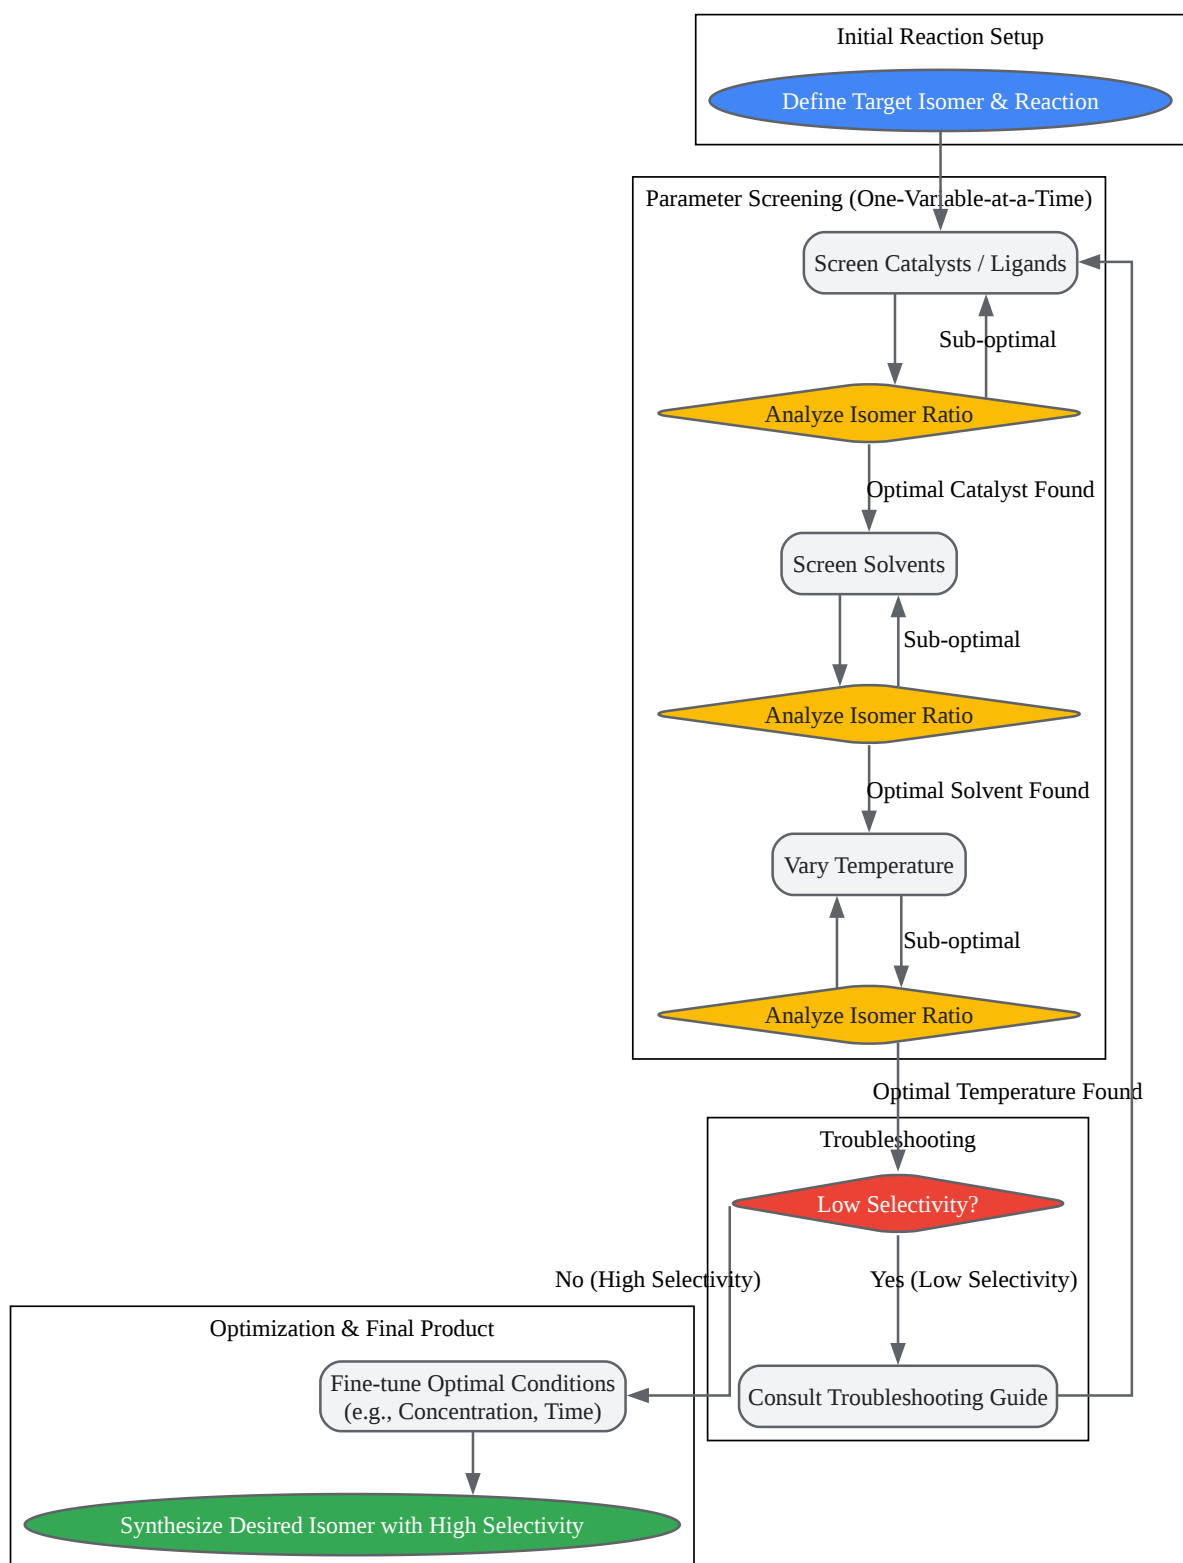 Initial Reaction Setup
Define Target Isomer & Reaction
Parameter Screening (One-Variable-at-a-Time)
Screen Catalysts / Ligands
Sub-optimal
Analyze Isomer Ratio
Optimal Catalyst Found
Screen Solvents
Sub-optimal
Analyze Isomer Ratio
Optimal Solvent Found
Vary Temperature
Sub-optimal
Analyze Isomer Ratio
Optimal Temperature Found
Troubleshooting
Low Selectivity?
No (High Selectivity)
Yes (Low Selectivity)
Optimization & Final Product
Fine-tune Optimal Conditions
(e.g., Concentration, Time)
Consult Troubleshooting Guide
Synthesize Desired Isomer with High Selectivity